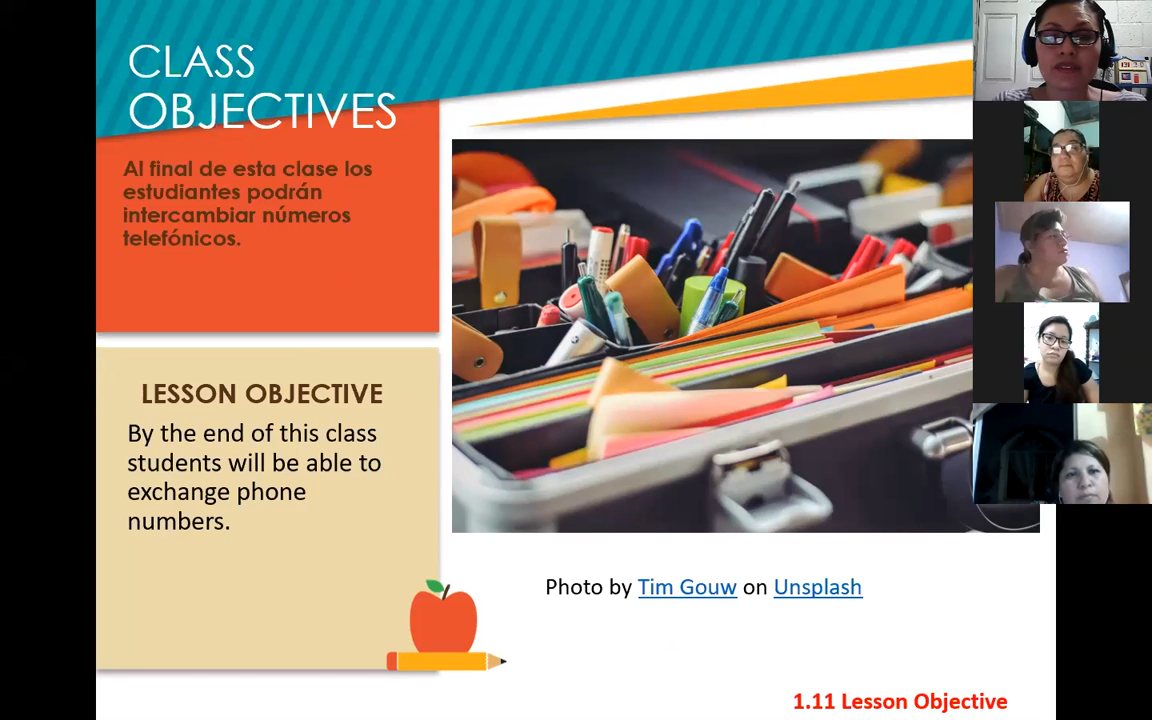 CLASS
OBJECTIVES
Al final de esta clase los
estudiantes podrán
intercambiar números
telefónicos.
LESSON OBJECTIVE
By the end of this class
students will be able to
exchange phone
numbers.
Photo by Tim Gouw on Unsplash
1.11 Lesson Objective